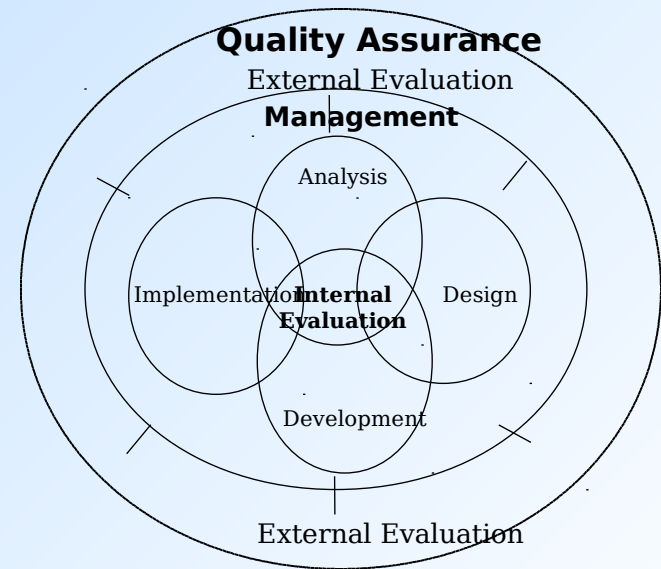 Quality Assurance
External Evaluation
Management
Analysis
Implementation
Internal
Evaluation
Design
Development
External Evaluation